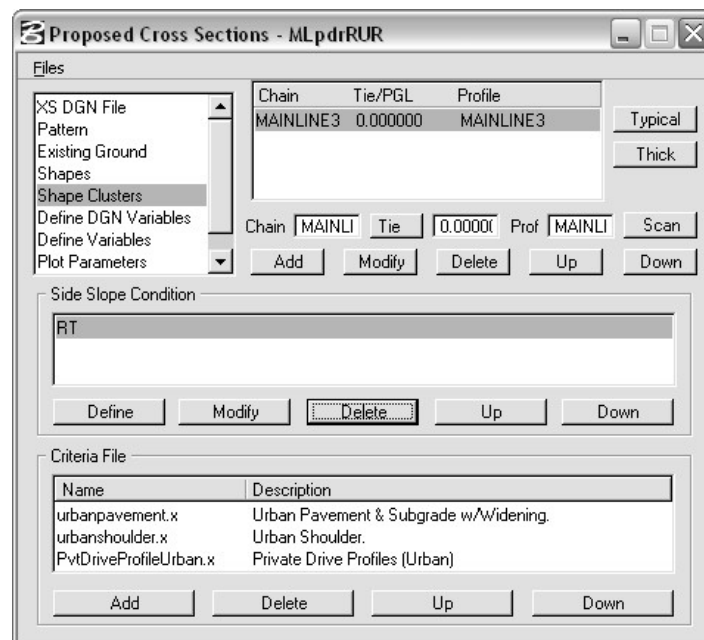 Proposed Cross Sections - MLpdrRUR
Files
XS DGN File
Pattern
Existing Ground
Shapes
Shape Clusters
Define DGN Variables
Define Variables
Plot Parameters
Chain Tie/PGL Profile
MAINLINE3 0.000000 MAINLINE3
Typical
Thick
Chain MAINLI Tie 0.00000 Prof MAINLI Scan
Add Modify Delete Up Down
Side Slope Condition
RT
Define Modify Delete Up Down
Criteria File
Name Description
urbanpavement.x Urban Pavement & Subgrade w/Widening.
urbanshoulder.x Urban Shoulder.
PvtDriveProfileUrban.x Private Drive Profiles (Urban)
Add Delete Up Down